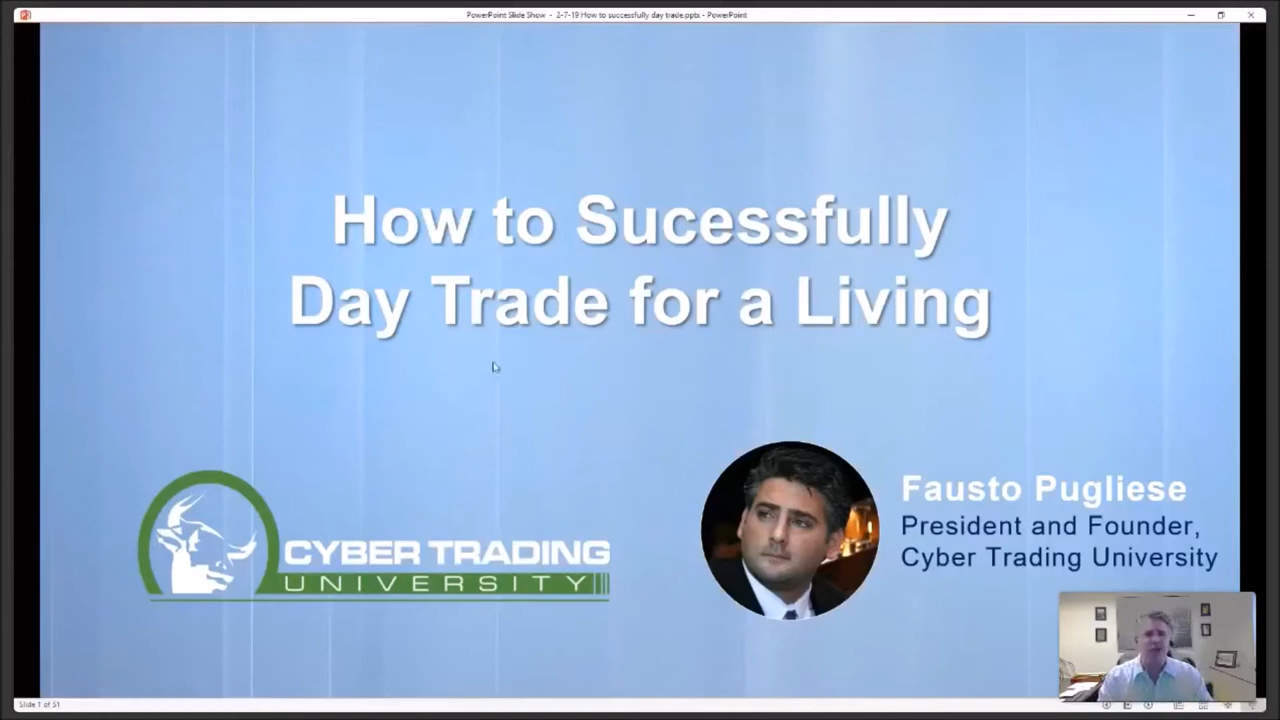 PowerPoint Slide Show - 2-7-19 How to successfully day trade.pptx - PowerPoint
How to Sucessfully
Day Trade for a Living
CYBER TRADING
UNIVERSITY
Fausto Pugliese
President and Founder,
Cyber Trading University
Slide 1 of 51